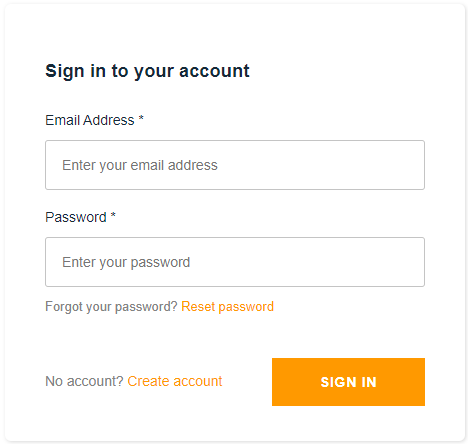 Sign in to your account
Email Address *
Enter your email address
Password *
Enter your password
Forgot your password? Reset password
No account? Create account
SIGN IN